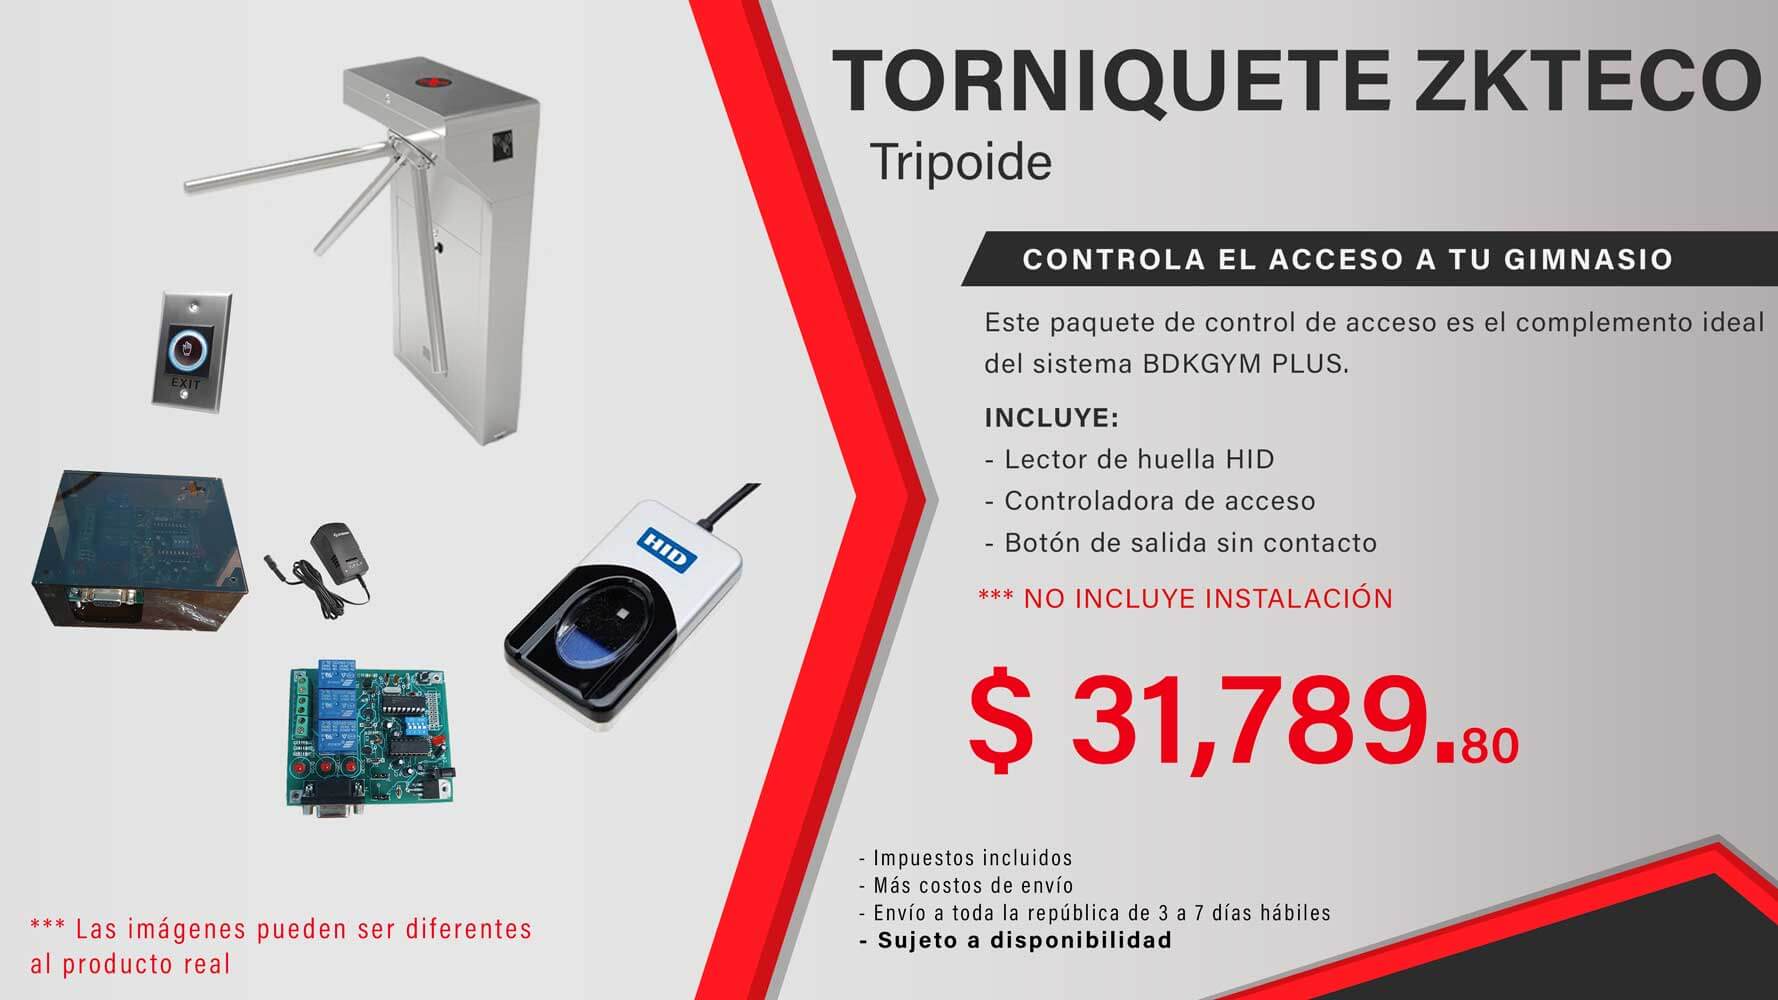 TORNIQUETE ZKTECO
Tripoide
CONTROLA EL ACCESO A TU GIMNASIO
Este paquete de control de acceso es el complemento ideal
del sistema BDKGYM PLUS.
INCLUYE:
- Lector de huella HID
- Controladora de acceso
- Botón de salida sin contacto
*** NO INCLUYE INSTALACIÓN
$ 31,789.80
- Impuestos incluidos
- Más costos de envío
- Envío a toda la república de 3 a 7 días hábiles
- Sujeto a disponibilidad
EXIT
HID
*** Las imágenes pueden ser diferentes
al producto real